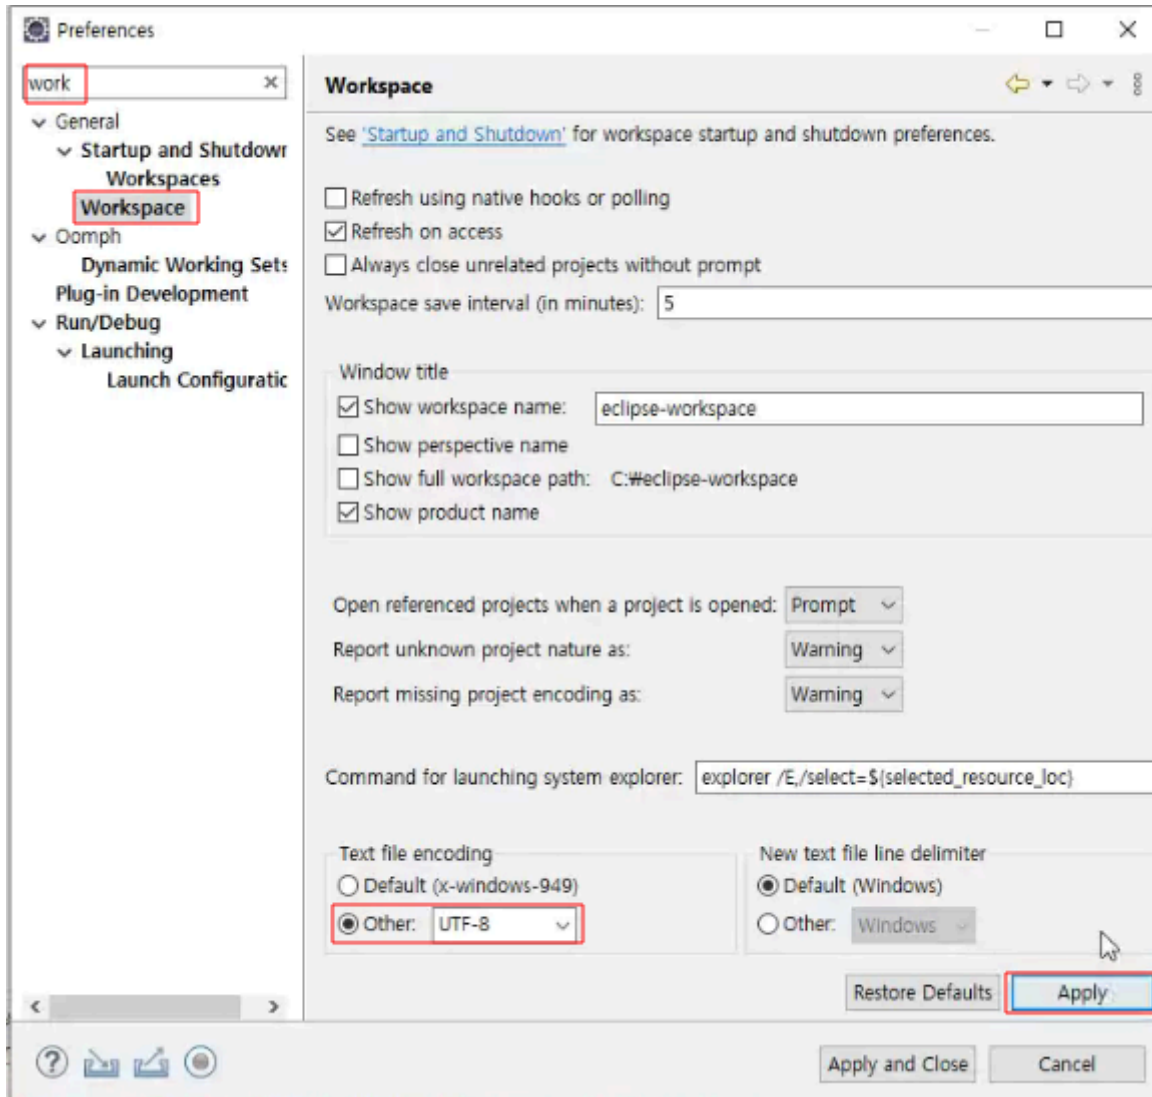 Preferences
work
General
Startup and Shutdown
Workspaces
Workspace
Oomph
Dynamic Working Sets
Plug-in Development
Run/Debug
Launching
Launch Configuratic
Workspace
See 'Startup and Shutdown' for workspace startup and shutdown preferences.
Refresh using native hooks or polling
Refresh on access
Always close unrelated projects without prompt
Workspace save interval (in minutes): 5
Window title
Show workspace name: eclipse-workspace
Show perspective name
Show full workspace path: C:₩eclipse-workspace
Show product name
Open referenced projects when a project is opened: Prompt
Report unknown project nature as: Warning
Report missing project encoding as: Warning
Command for launching system explorer: explorer /E,/select=${selected_resource_loc}
Text file encoding
Default (x-windows-949)
Other: UTF-8
New text file line delimiter
Default (Windows)
Other: Windows
Restore Defaults Apply
Apply and Close Cancel